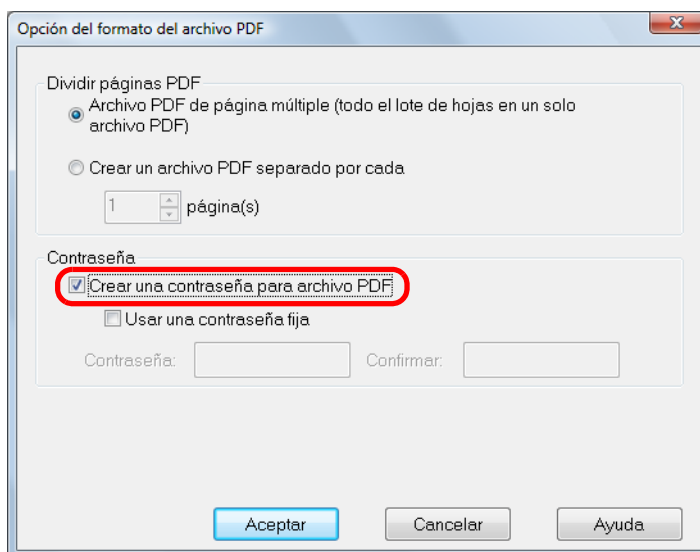 Opción del formato del archivo PDF
Dividir páginas PDF
Archivo PDF de página múltiple (todo el lote de hojas en un solo
archivo PDF)
Crear un archivo PDF separado por cada
1 página(s)
Contraseña
Crear una contraseña para archivo PDF
Usar una contraseña fija
Contraseña: Confirmar:
Aceptar Cancelar Ayuda